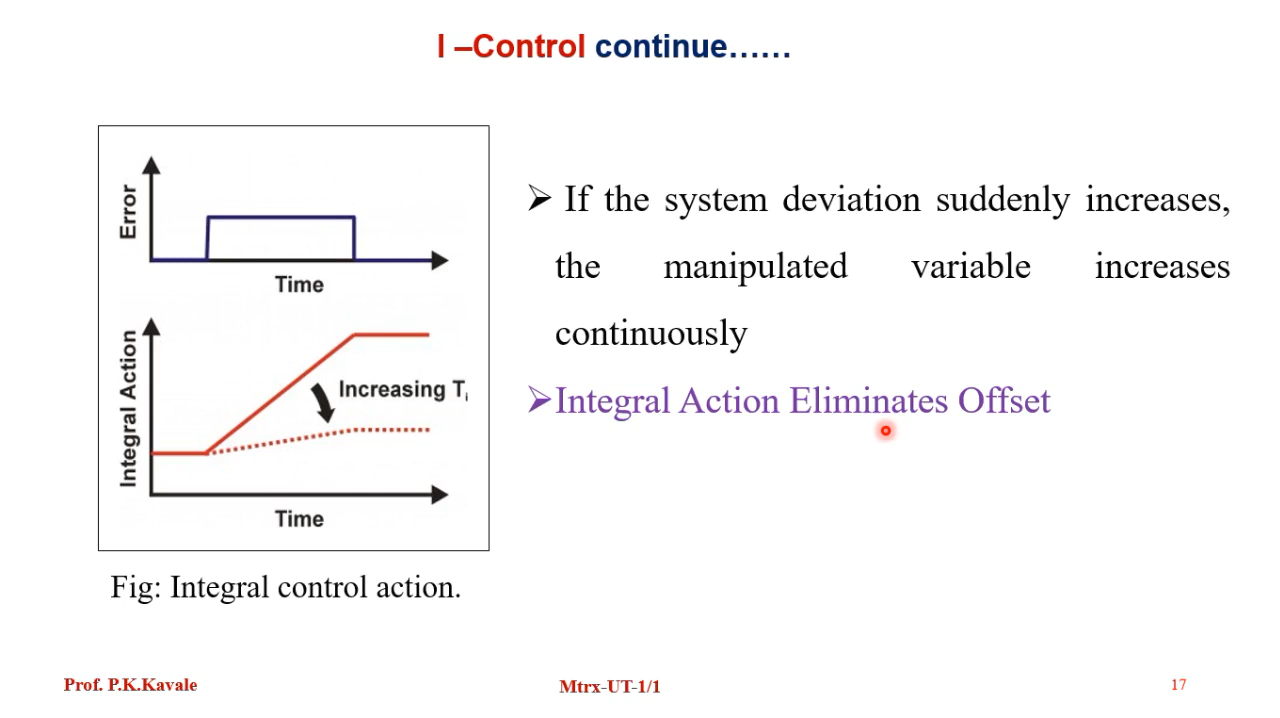 I –Control continue……
Error
Time
Integral Action
Increasing Ti
Time
Fig: Integral control action.
➢ If the system deviation suddenly increases,
the manipulated variable increases
continuously
➢Integral Action Eliminates Offset
Prof. P.K.Kavale
Mtrx-UT-1/1
17